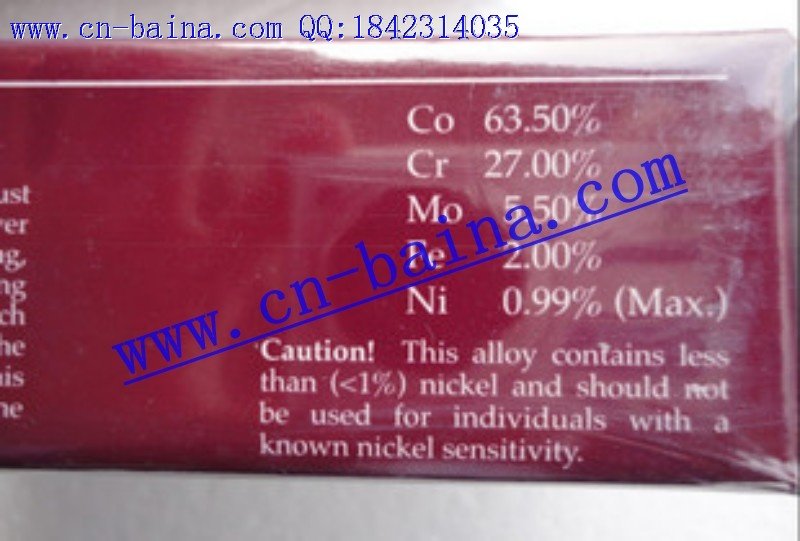 www.cn-baina.com QQ:1842314035
Co 63.50%
Cr 27.00%
Mo 5.50%
Fe 2.00%
Ni 0.99% (Max.)
www.cn-baina.com
Caution! This alloy contains less
than (<1%) nickel and should not
be used for individuals with a
known nickel sensitivity.